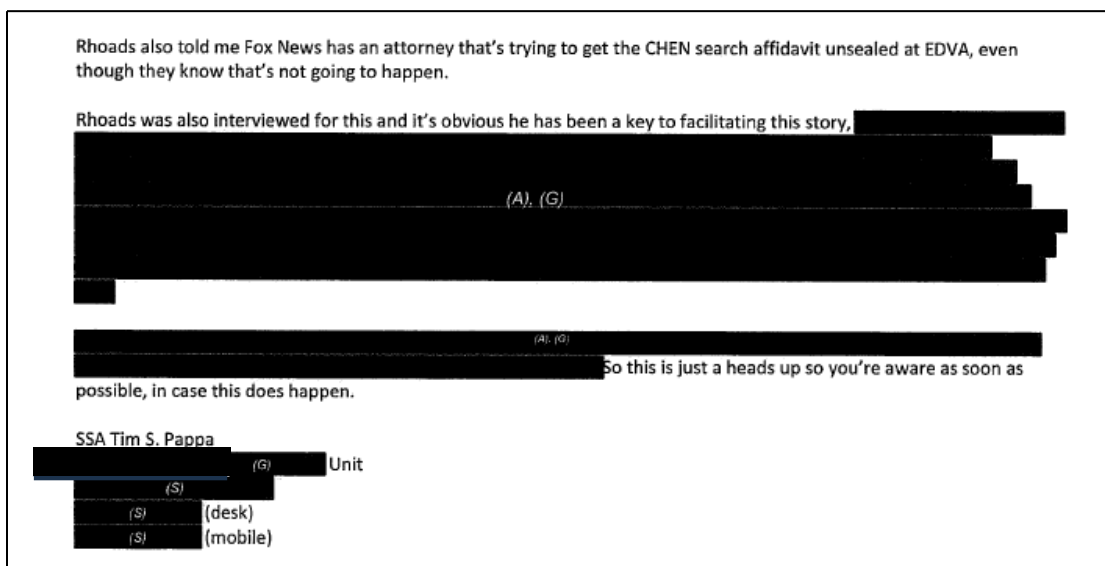 Rhoads also told me Fox News has an attorney that's trying to get the CHEN search affidavit unsealed at EDVA, even
though they know that's not going to happen.
Rhoads was also interviewed for this and it's obvious he has been a key to facilitating this story,
(A). (G)
(A). (G)
So this is just a heads up so you're aware as soon as
possible, in case this does happen.
SSA Tim S. Pappa
(G) Unit
(S)
(S) (desk)
(S) (mobile)